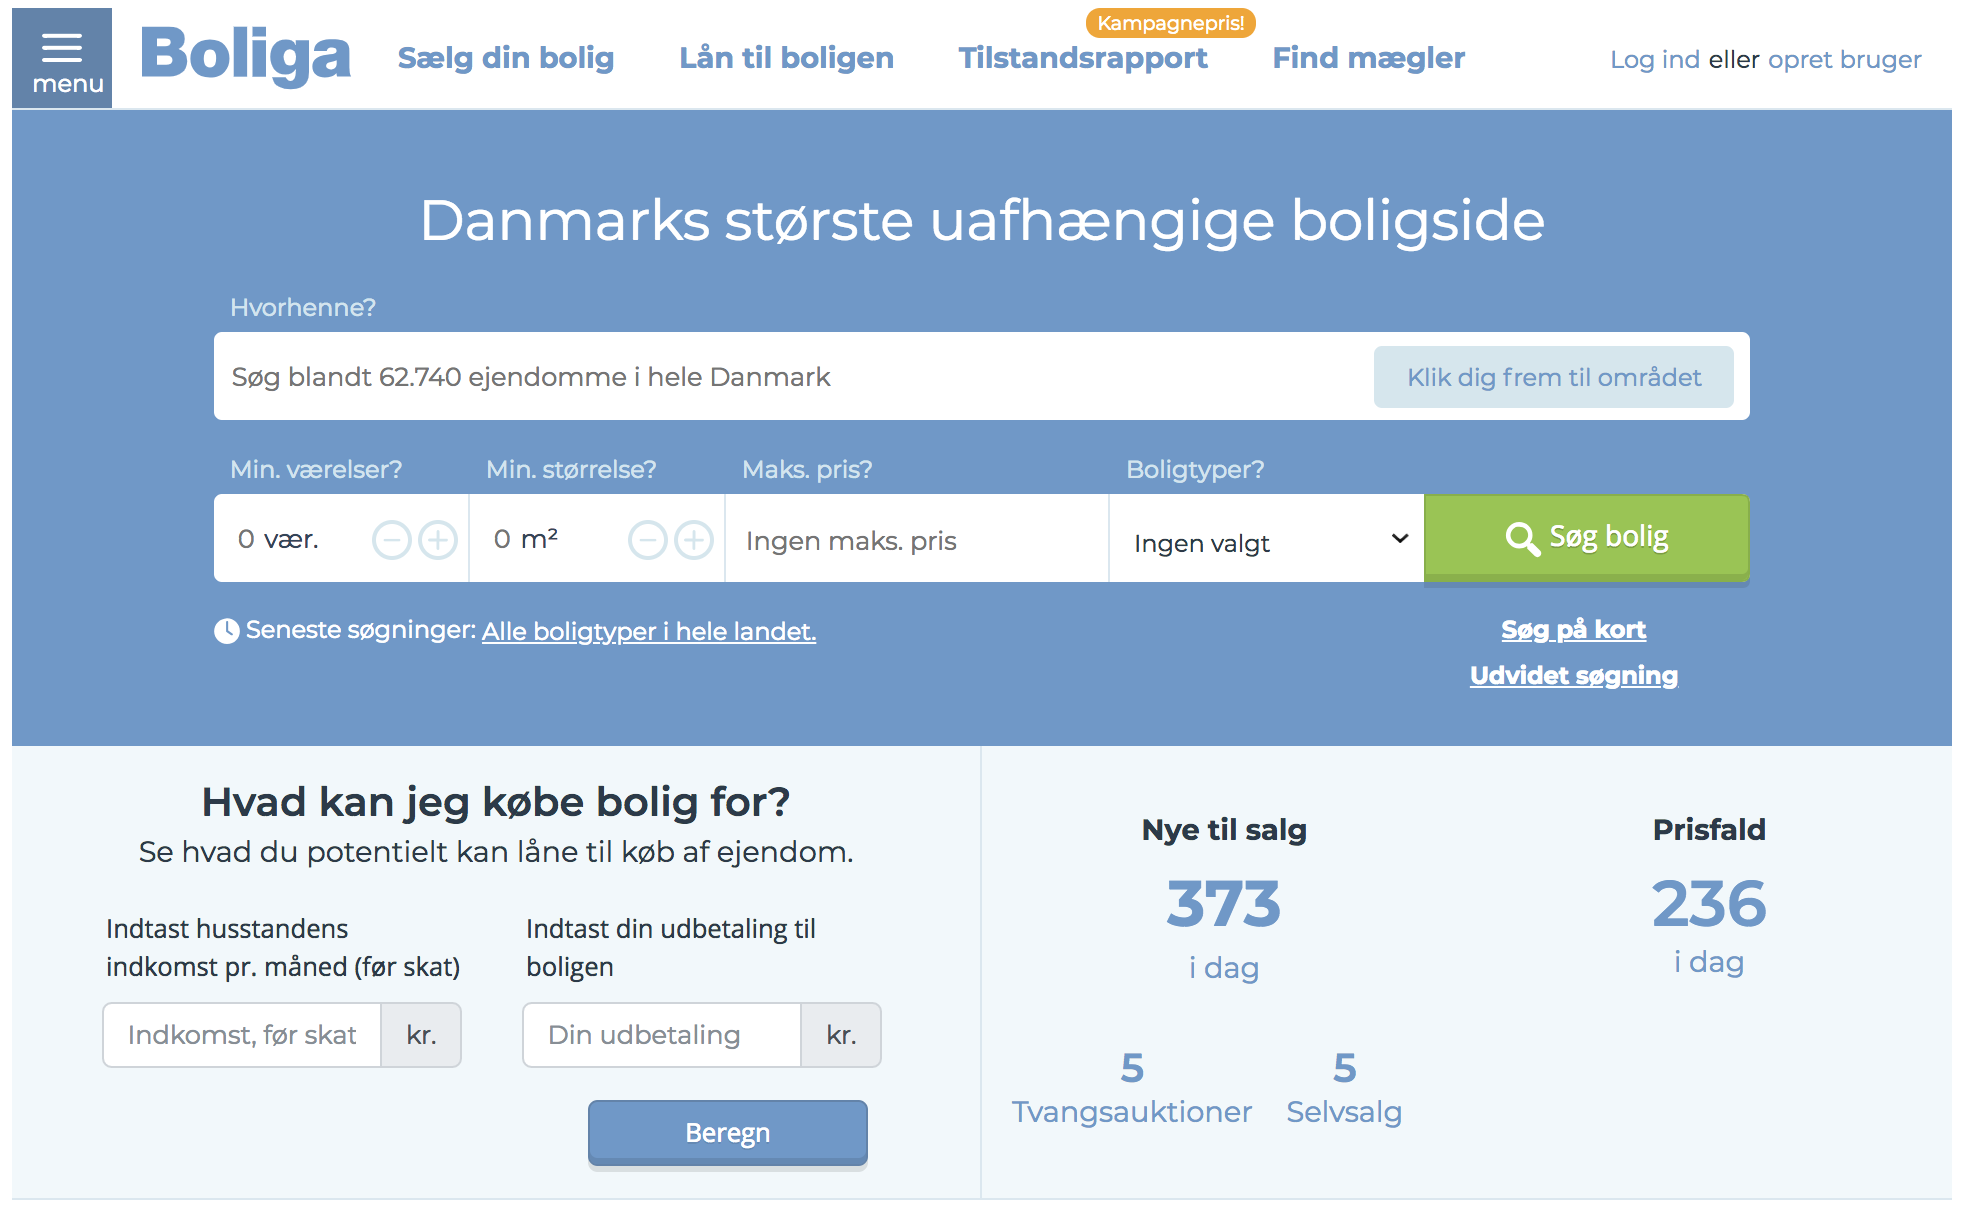 menu
Boliga
Sælg din bolig
Lån til boligen
Kampagnepris!
Tilstandsrapport
Find mægler
Log ind eller opret bruger
Danmarks største uafhængige boligside
Hvorhenne?
Søg blandt 62.740 ejendomme i hele Danmark
Klik dig frem til området
Min. værelser?
Min. størrelse?
Maks. pris?
Boligtyper?
0 vær.
0 m²
Ingen maks. pris
Ingen valgt
Søg bolig
Seneste søgninger: Alle boligtyper i hele landet.
Søg på kort
Udvidet søgning
Hvad kan jeg købe bolig for?
Se hvad du potentielt kan låne til køb af ejendom.
Indtast husstandens
indkomst pr. måned (før skat)
Indkomst, før skat kr.
Indtast din udbetaling til
boligen
Din udbetaling kr.
Beregn
Nye til salg
373
i dag
Prisfald
236
i dag
5
Tvangsauktioner
5
Selvsalg